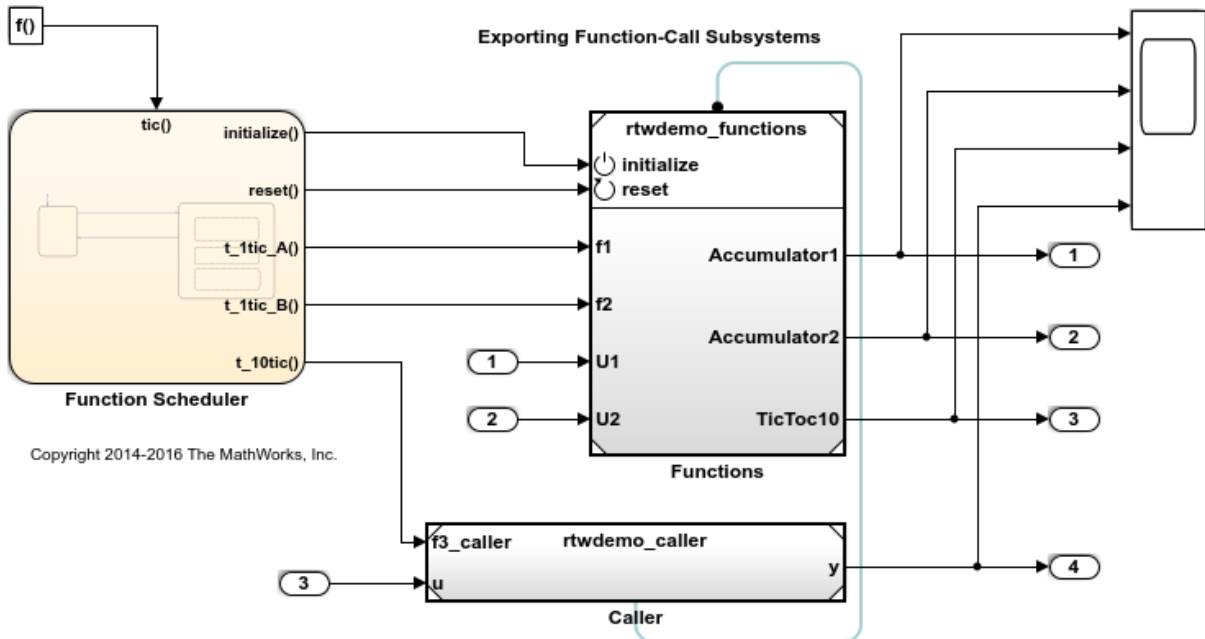 f()
Exporting Function-Call Subsystems
tic()
initialize()
reset()
t_1tic_A()
t_1tic_B()
t_10tic()
Function Scheduler
Copyright 2014-2016 The MathWorks, Inc.
rtwdemo_functions
initialize
reset
f1
f2
U1
U2
Accumulator1
Accumulator2
TicToc10
Functions
1
2
1
2
3
3
f3_caller
rtwdemo_caller
u
y
4
Caller